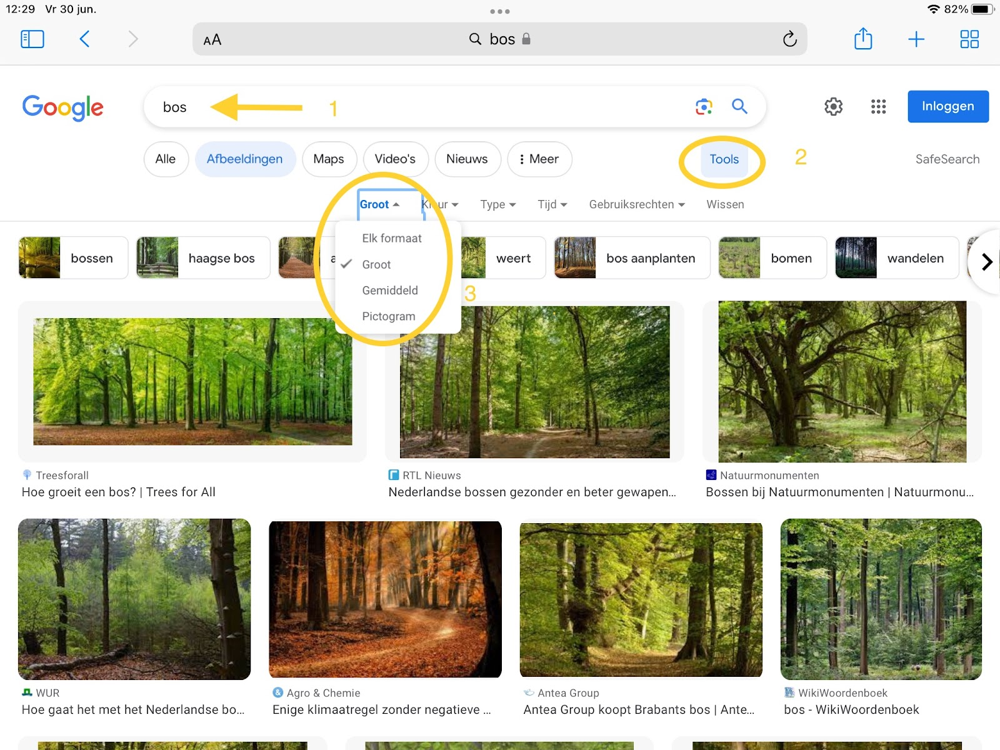 12:29 Vr 30 jun.
82%
AA bos
Google bos 1 Inloggen
Alle Afbeeldingen Maps Video's Nieuws Meer Tools 2 SafeSearch
Groot Kleur Type Tijd Gebruiksrechten Wissen
Elk formaat
Groot
Gemiddeld
Pictogram
3
bossen haagse bos a weert bos aanplanten bomen wandelen
Treesforall
Hoe groeit een bos? | Trees for All
RTL Nieuws
Nederlandse bossen gezonder en beter gewapen...
Natuurmonumenten
Bossen bij Natuurmonumenten | Natuurmonu...
WUR
Hoe gaat het met het Nederlandse bo...
Agro & Chemie
Enige klimaatregel zonder negatieve ...
Antea Group
Antea Group koopt Brabants bos | Ante...
WikiWoordenboek
bos - WikiWoordenboek